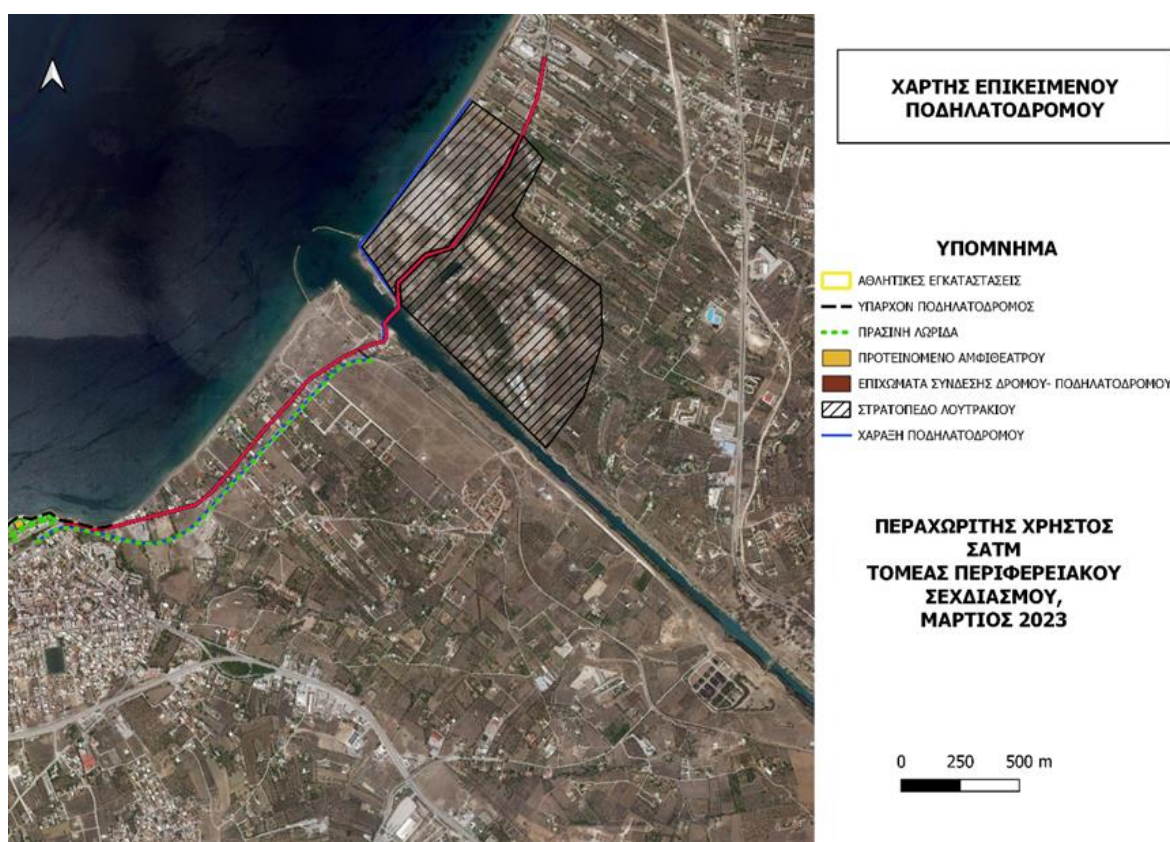 ΧΑΡΤΗΣ ΕΠΙΚΕΙΜΕΝΟΥ
ΠΟΔΗΛΑΤΟΔΡΟΜΟΥ
ΥΠΟΜΝΗΜΑ
ΑΘΛΗΤΙΚΕΣ ΕΓΚΑΤΑΣΤΑΣΕΙΣ
ΥΠΑΡΧΟΝ ΠΟΔΗΛΑΤΟΔΡΟΜΟΣ
ΠΡΑΣΙΝΗ ΛΩΡΙΔΑ
ΠΡΟΤΕΙΝΟΜΕΝΟ ΑΜΦΙΘΕΑΤΡΟΥ
ΕΠΙΧΩΜΑΤΑ ΣΥΝΔΕΣΗΣ ΔΡΟΜΟΥ- ΠΟΔΗΛΑΤΟΔΡΟΜΟΥ
ΣΤΡΑΤΟΠΕΔΟ ΛΟΥΤΡΑΚΙΟΥ
ΧΑΡΑΞΗ ΠΟΔΗΛΑΤΟΔΡΟΜΟΥ
ΠΕΡΑΧΩΡΙΤΗΣ ΧΡΗΣΤΟΣ
ΣΑΤΜ
ΤΟΜΕΑΣ ΠΕΡΙΦΕΡΕΙΑΚΟΥ
ΣΕΧΔΙΑΣΜΟΥ,
ΜΑΡΤΙΟΣ 2023
0 250 500 m